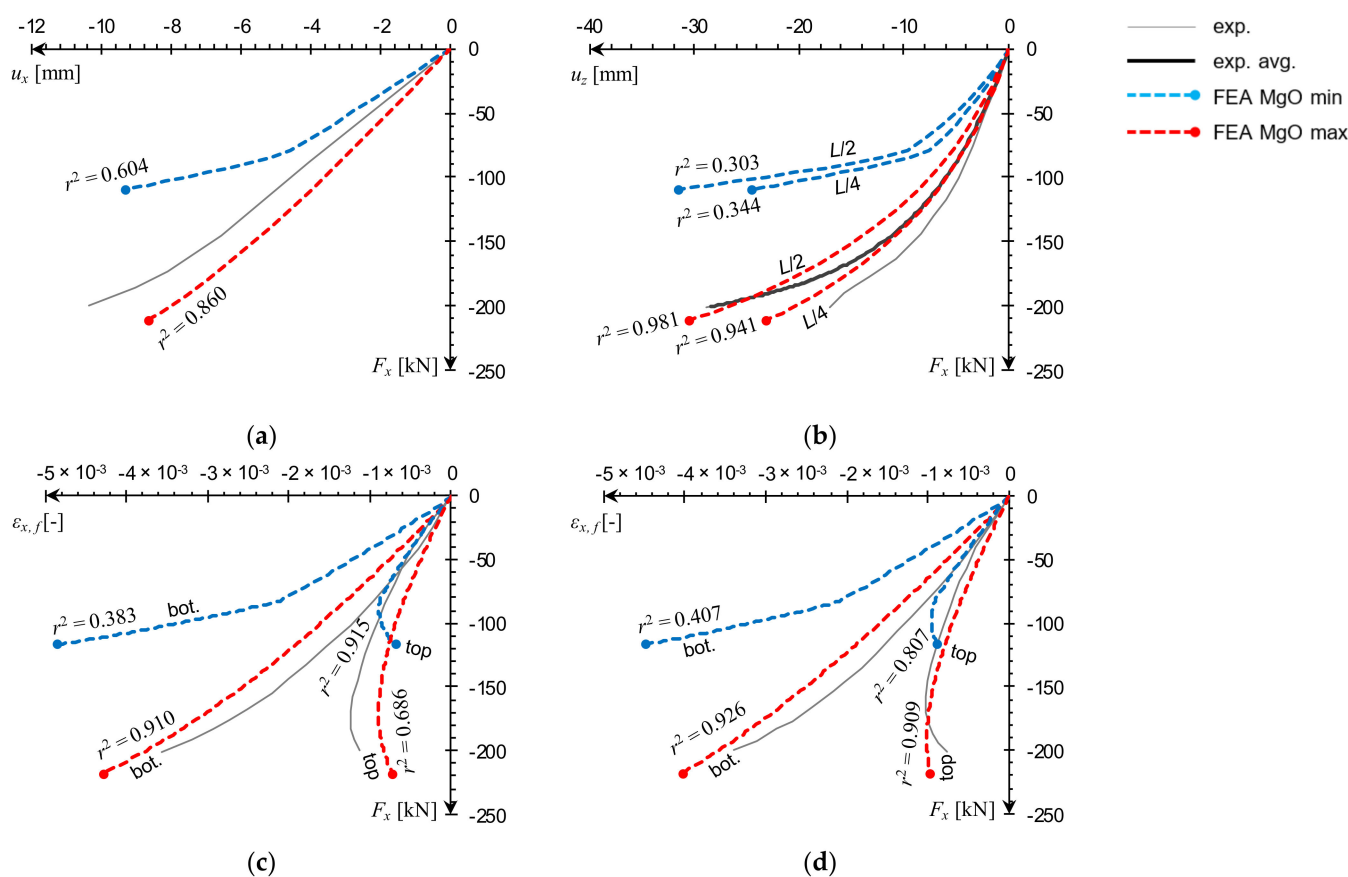 -12 -10 -8 -6 -4 -2 0
u_x [mm]
0
-50
-100
-150
-200
-250
r² = 0.604
r² = 0.860
F_x [kN]
(a)
-40 -30 -20 -10 0
u_z [mm]
0
-50
-100
-150
-200
-250
r² = 0.303
L/2
L/4
r² = 0.344
L/2
r² = 0.981
r² = 0.941
L/4
F_x [kN]
(b)
exp.
exp. avg.
FEA MgO min
FEA MgO max
-5 × 10⁻³ -4 × 10⁻³ -3 × 10⁻³ -2 × 10⁻³ -1 × 10⁻³ 0
ε_x, f [-]
0
-50
-100
-150
-200
-250
r² = 0.383
bot.
r² = 0.915
top
r² = 0.910
bot.
top
r² = 0.686
F_x [kN]
(c)
-5 × 10⁻³ -4 × 10⁻³ -3 × 10⁻³ -2 × 10⁻³ -1 × 10⁻³ 0
ε_x, f [-]
0
-50
-100
-150
-200
-250
r² = 0.407
bot.
r² = 0.807
top
r² = 0.926
bot.
r² = 0.909
top
F_x [kN]
(d)